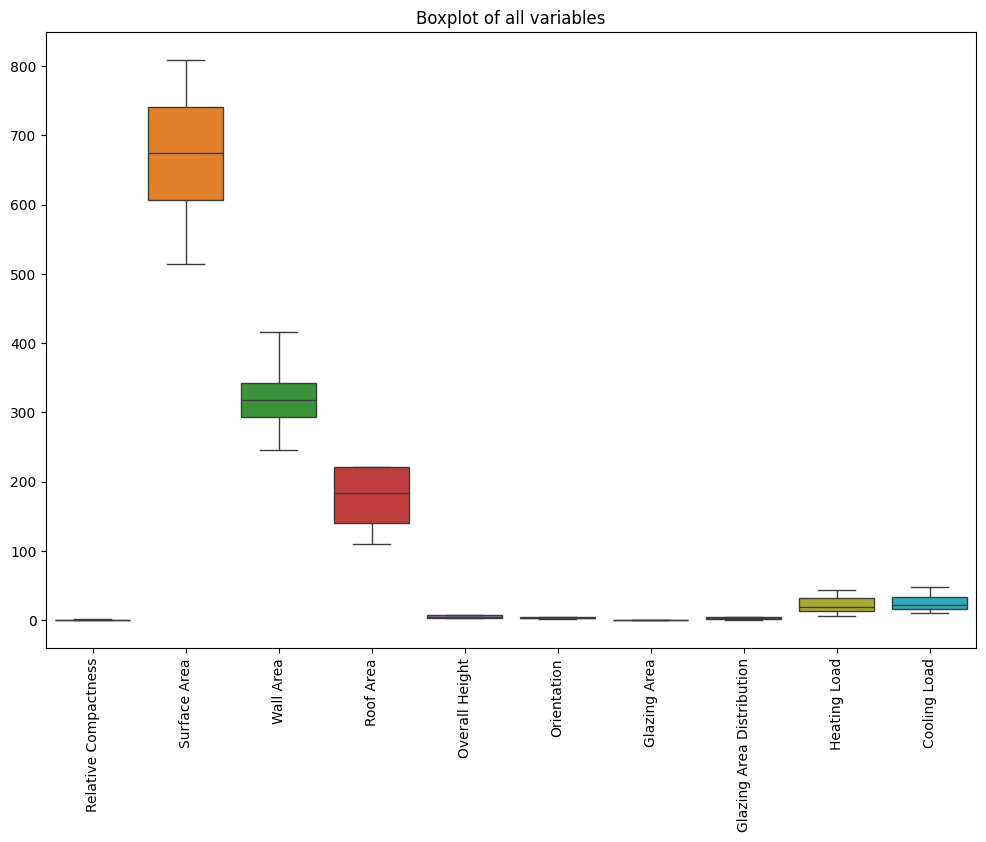 Boxplot of all variables
800
700
600
500
400
300
200
100
0
Relative Compactness
Surface Area
Wall Area
Roof Area
Overall Height
Orientation
Glazing Area
Glazing Area Distribution
Heating Load
Cooling Load